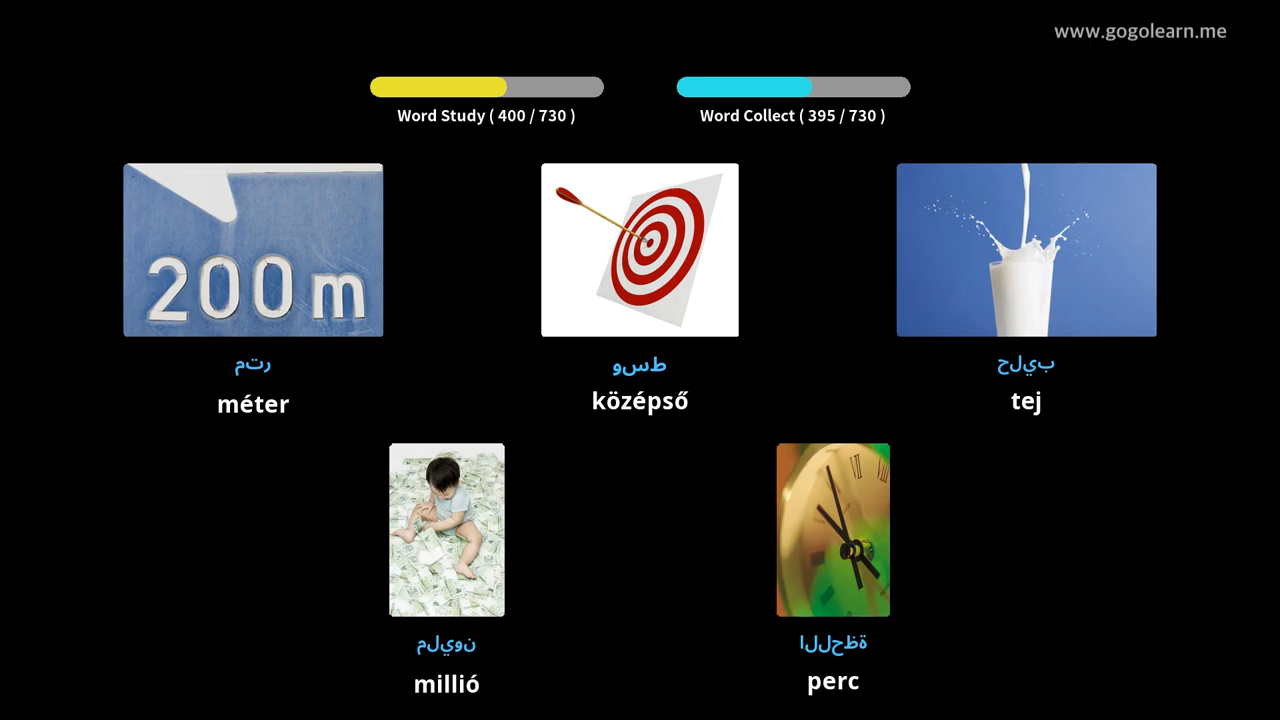 www.gogolearn.me
Word Study ( 400 / 730 )
Word Collect ( 395 / 730 )
200 m
متر
وسط
حليب
méter
középső
tej
مليون
اللحظة
millió
perc